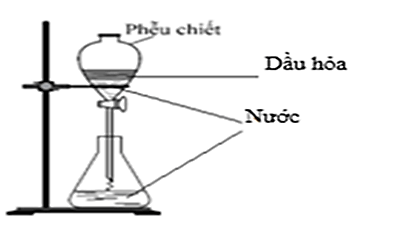 Phễu chiết
Dầu hỏa
Nước